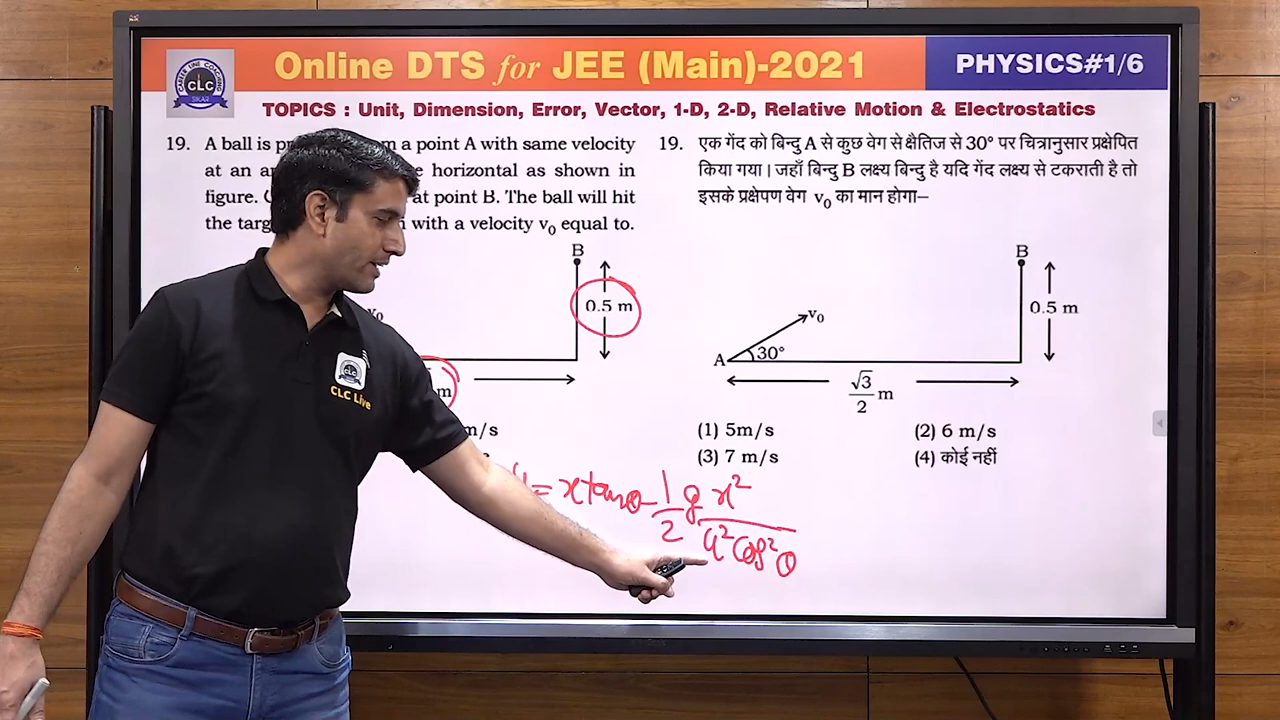 Online DTS for JEE (Main)-2021
PHYSICS#1/6
CLC
SIKAR
TOPICS : Unit, Dimension, Error, Vector, 1-D, 2-D, Relative Motion & Electrostatics
19. A ball is m a point A with same velocity
at an horizontal as shown in
figure. at point B. The ball will hit
the with a velocity v₀ equal to.
B
0.5 m
v₀
m
m/s
19. एक गेंद को बिन्दु A से कुछ वेग से क्षैतिज से 30° पर चित्रानुसार प्रक्षेपित
किया गया। जहाँ बिन्दु B लक्ष्य बिन्दु है यदि गेंद लक्ष्य से टकराती है तो
इसके प्रक्षेपण वेग v₀ का मान होगा–
B
0.5 m
v₀
A 30°
√3/2 m
(1) 5m/s (2) 6 m/s
(3) 7 m/s (4) कोई नहीं
= x tanθ - 1/2 g x²/u² cos² θ
CLC Live